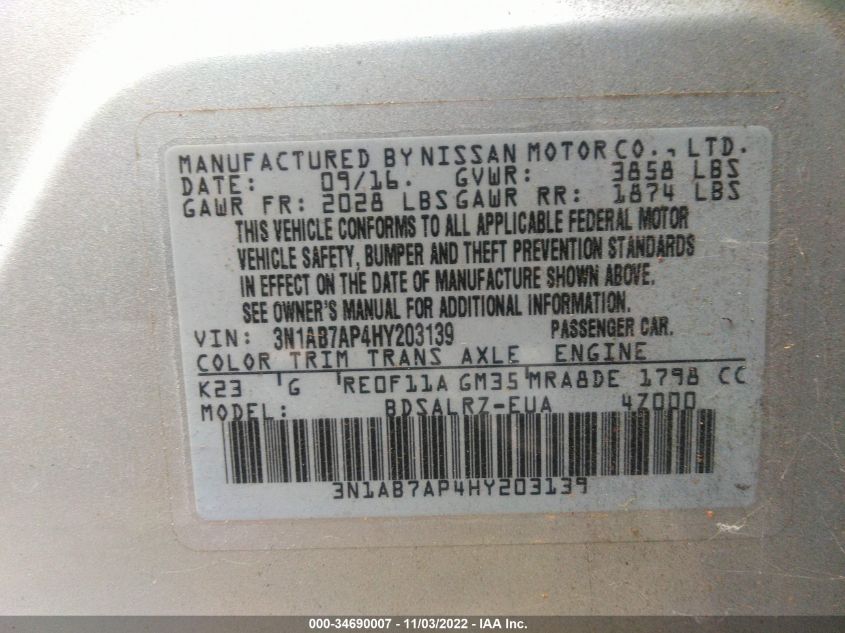 MANUFACTURED BY NISSAN MOTOR CO., LTD.
DATE: 09/16. GVWR: 3858 LBS
GAWR FR: 2028 LBS GAWR RR: 1874 LBS
THIS VEHICLE CONFORMS TO ALL APPLICABLE FEDERAL MOTOR
VEHICLE SAFETY, BUMPER AND THEFT PREVENTION STANDARDS
IN EFFECT ON THE DATE OF MANUFACTURE SHOWN ABOVE.
SEE OWNER'S MANUAL FOR ADDITIONAL INFORMATION.
VIN: 3N1AB7AP4HY203139 PASSENGER CAR.
COLOR TRIM TRANS AXLE ENGINE
K23 G RE0F11A GM35 MRA8DE 1798 CC
MODEL: BDSALRZ-EUA 4Z000
3N1AB7AP4HY203139
000-34690007 - 11/03/2022 - IAA Inc.